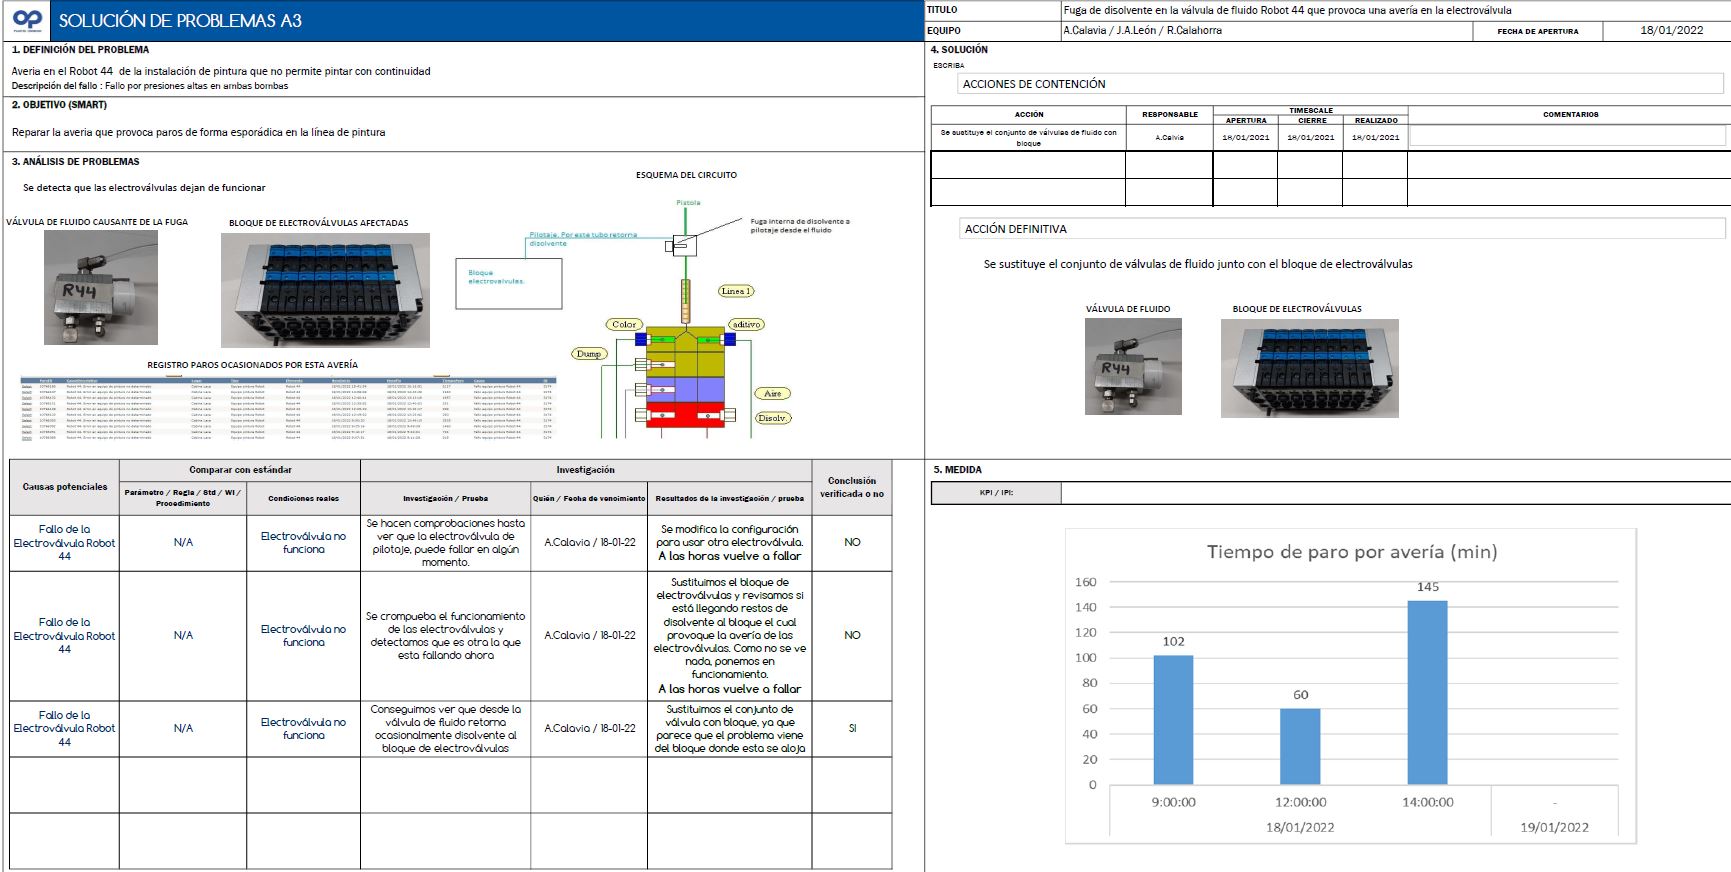 SOLUCIÓN DE PROBLEMAS A3
TITULO
Fuga de disolvente en la válvula de fluido Robot 44 que provoca una avería en la electroválvula
EQUIPO
A.Calavia / J.A.León / R.Calahorra
FECHA DE APERTURA
18/01/2022
1. DEFINICIÓN DEL PROBLEMA
Averia en el Robot 44 de la instalación de pintura que no permite pintar con continuidad
Descripción del fallo : Fallo por presiones altas en ambas bombas
2. OBJETIVO (SMART)
Reparar la averia que provoca paros de forma esporádica en la línea de pintura
3. ANÁLISIS DE PROBLEMAS
Se detecta que las electroválvulas dejan de funcionar
VÁLVULA DE FLUIDO CAUSANTE DE LA FUGA
R44
BLOQUE DE ELECTROVÁLVULAS AFECTADAS
ESQUEMA DEL CIRCUITO
Pistola
Fuga interna de disolvente a
pilotaje desde el fluido
Pilotaje. Por este tubo retorna
disolvente
Bloque
electrovalvulas.
Linea 1
Color
aditivo
Dump
Aire
Disolv.
REGISTRO PAROS OCASIONADOS POR ESTA AVERÍA
Causas potenciales
Comparar con estándar
Investigación
Conclusión
verificada o no
Parámetro / Regla / Std / WI /
Procedimiento
Condiciones reales
Investigación / Prueba
Quién / Fecha de vencimiento
Resultados de la investigación / prueba
Fallo de la
Electroválvula Robot
44
N/A
Electroválvula no
funciona
Se hacen comprobaciones hasta
ver que la electroválvula de
pilotaje, puede fallar en algún
momento.
A.Calavia / 18-01-22
Se modifica la configuración
para usar otra electroválvula.
A las horas vuelve a fallar
NO
Fallo de la
Electroválvula Robot
44
N/A
Electroválvula no
funciona
Se crompueba el funcionamiento
de las electroválvulas y
detectamos que es otra la que
esta fallando ahora
A.Calavia / 18-01-22
Sustituimos el bloque de
electroválvulas y revisamos si
está llegando restos de
disolvente al bloque el cual
provoque la avería de las
electroválvulas. Como no se ve
nada, ponemos en
funcionamiento.
A las horas vuelve a fallar
NO
Fallo de la
Electroválvula Robot
44
N/A
Electroválvula no
funciona
Conseguimos ver que desde la
válvula de fluido retorna
ocasionalmente disolvente al
bloque de electroválvulas
A.Calavia / 18-01-22
Sustituimos el conjunto de
válvula con bloque, ya que
parece que el problema viene
del bloque donde esta se aloja
SI
4. SOLUCIÓN
ESCRIBA
ACCIONES DE CONTENCIÓN
ACCIÓN
RESPONSABLE
TIMESCALE
COMENTARIOS
APERTURA
CIERRE
REALIZADO
Se sustituye el conjunto de válvulas de fluido con
bloque
A.Calvia
18/01/2021
18/01/2021
18/01/2021
ACCIÓN DEFINITIVA
Se sustituye el conjunto de válvulas de fluido junto con el bloque de electroválvulas
VÁLVULA DE FLUIDO
R44
BLOQUE DE ELECTROVÁLVULAS
5. MEDIDA
KPI / IPI:
Tiempo de paro por avería (min)
160
140
120
100
80
60
40
20
0
102
60
145
9:00:00
12:00:00
14:00:00
-
18/01/2022
19/01/2022